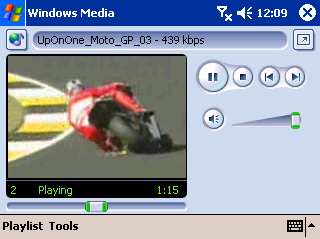 Windows Media 12:09
UpOnOne_Moto_GP_03 - 439 kbps
2 Playing 1:15
Playlist Tools